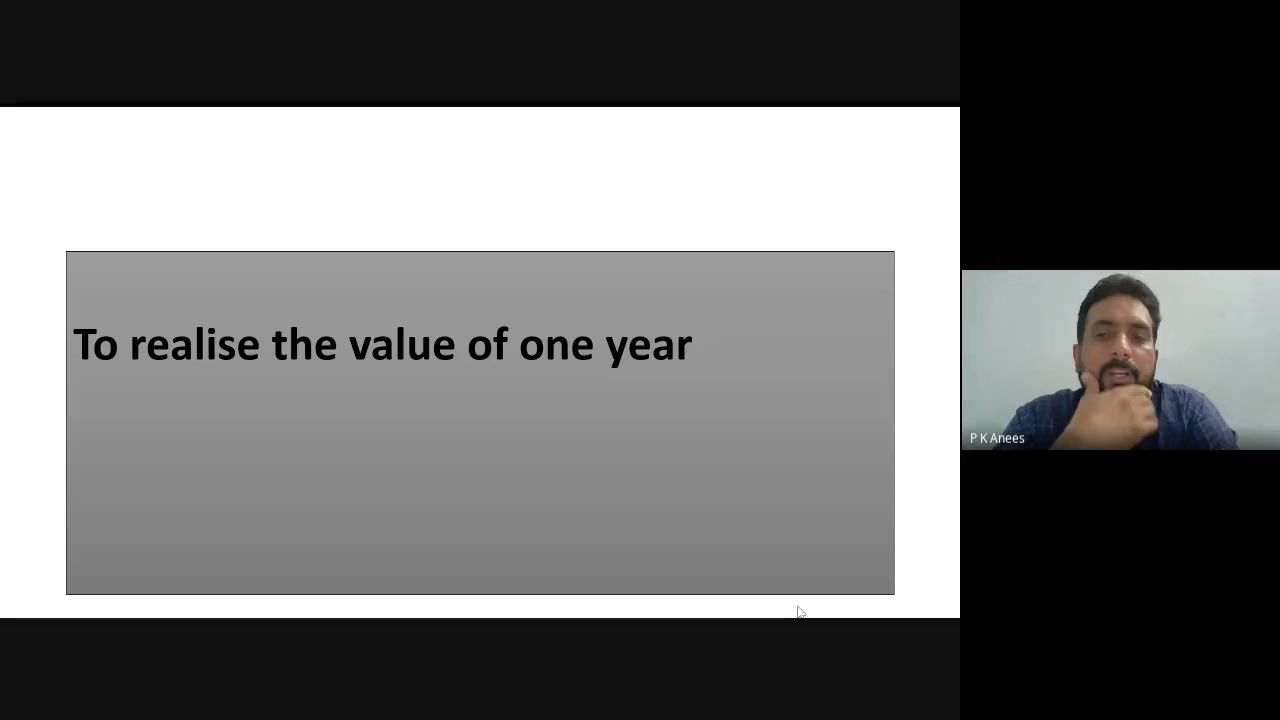 To realise the value of one year
P K Anees